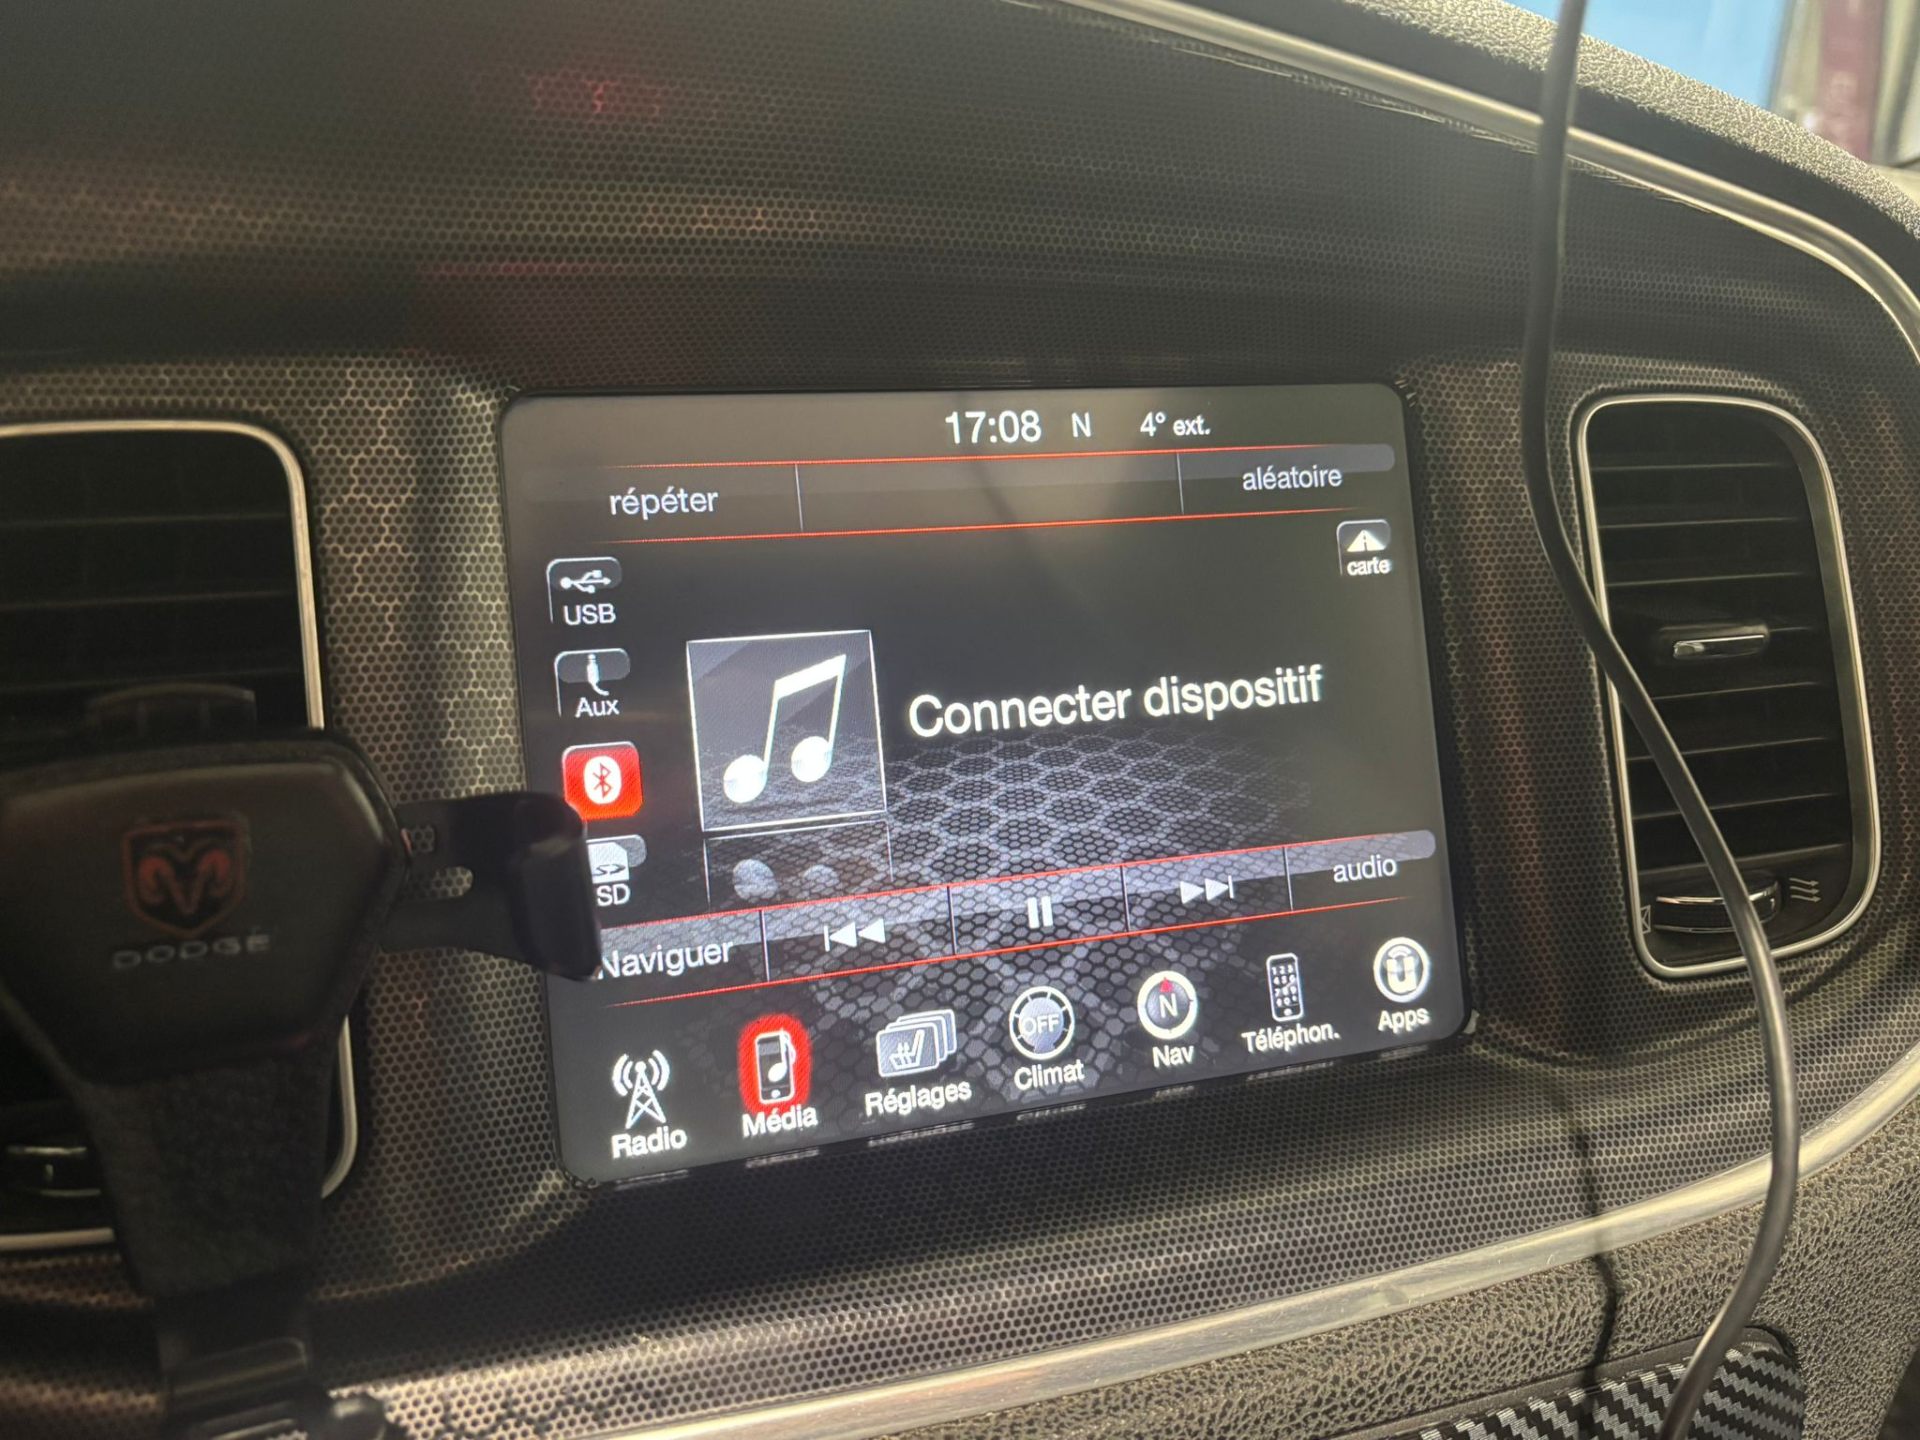 17:08 N 4° ext.
répéter
aléatoire
carte
USB
Aux
Connecter dispositif
SD
audio
Naviguer
DODGE
OFF
N
Radio
Média
Réglages
Climat
Nav
Téléphon.
Apps